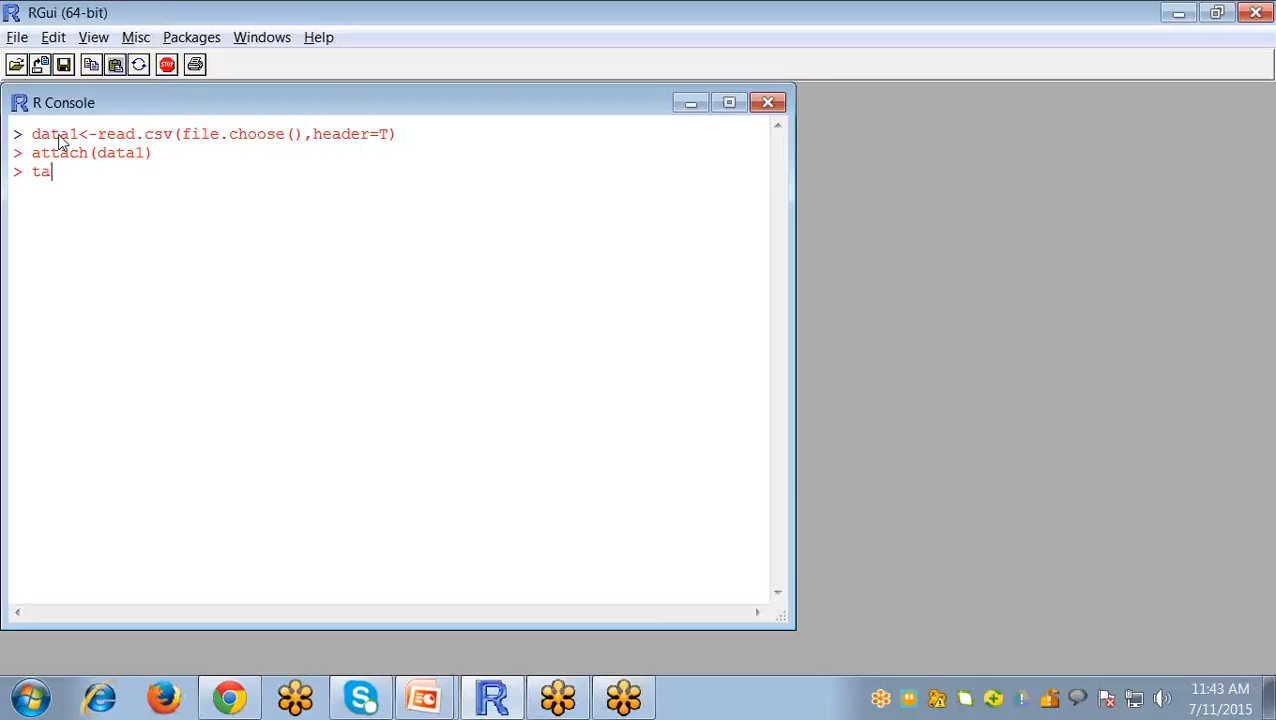 RGui (64-bit)
File Edit View Misc Packages Windows Help
STOP
R Console
> data1<-read.csv(file.choose(),header=T)
> attach(data1)
> ta
11:43 AM
7/11/2015